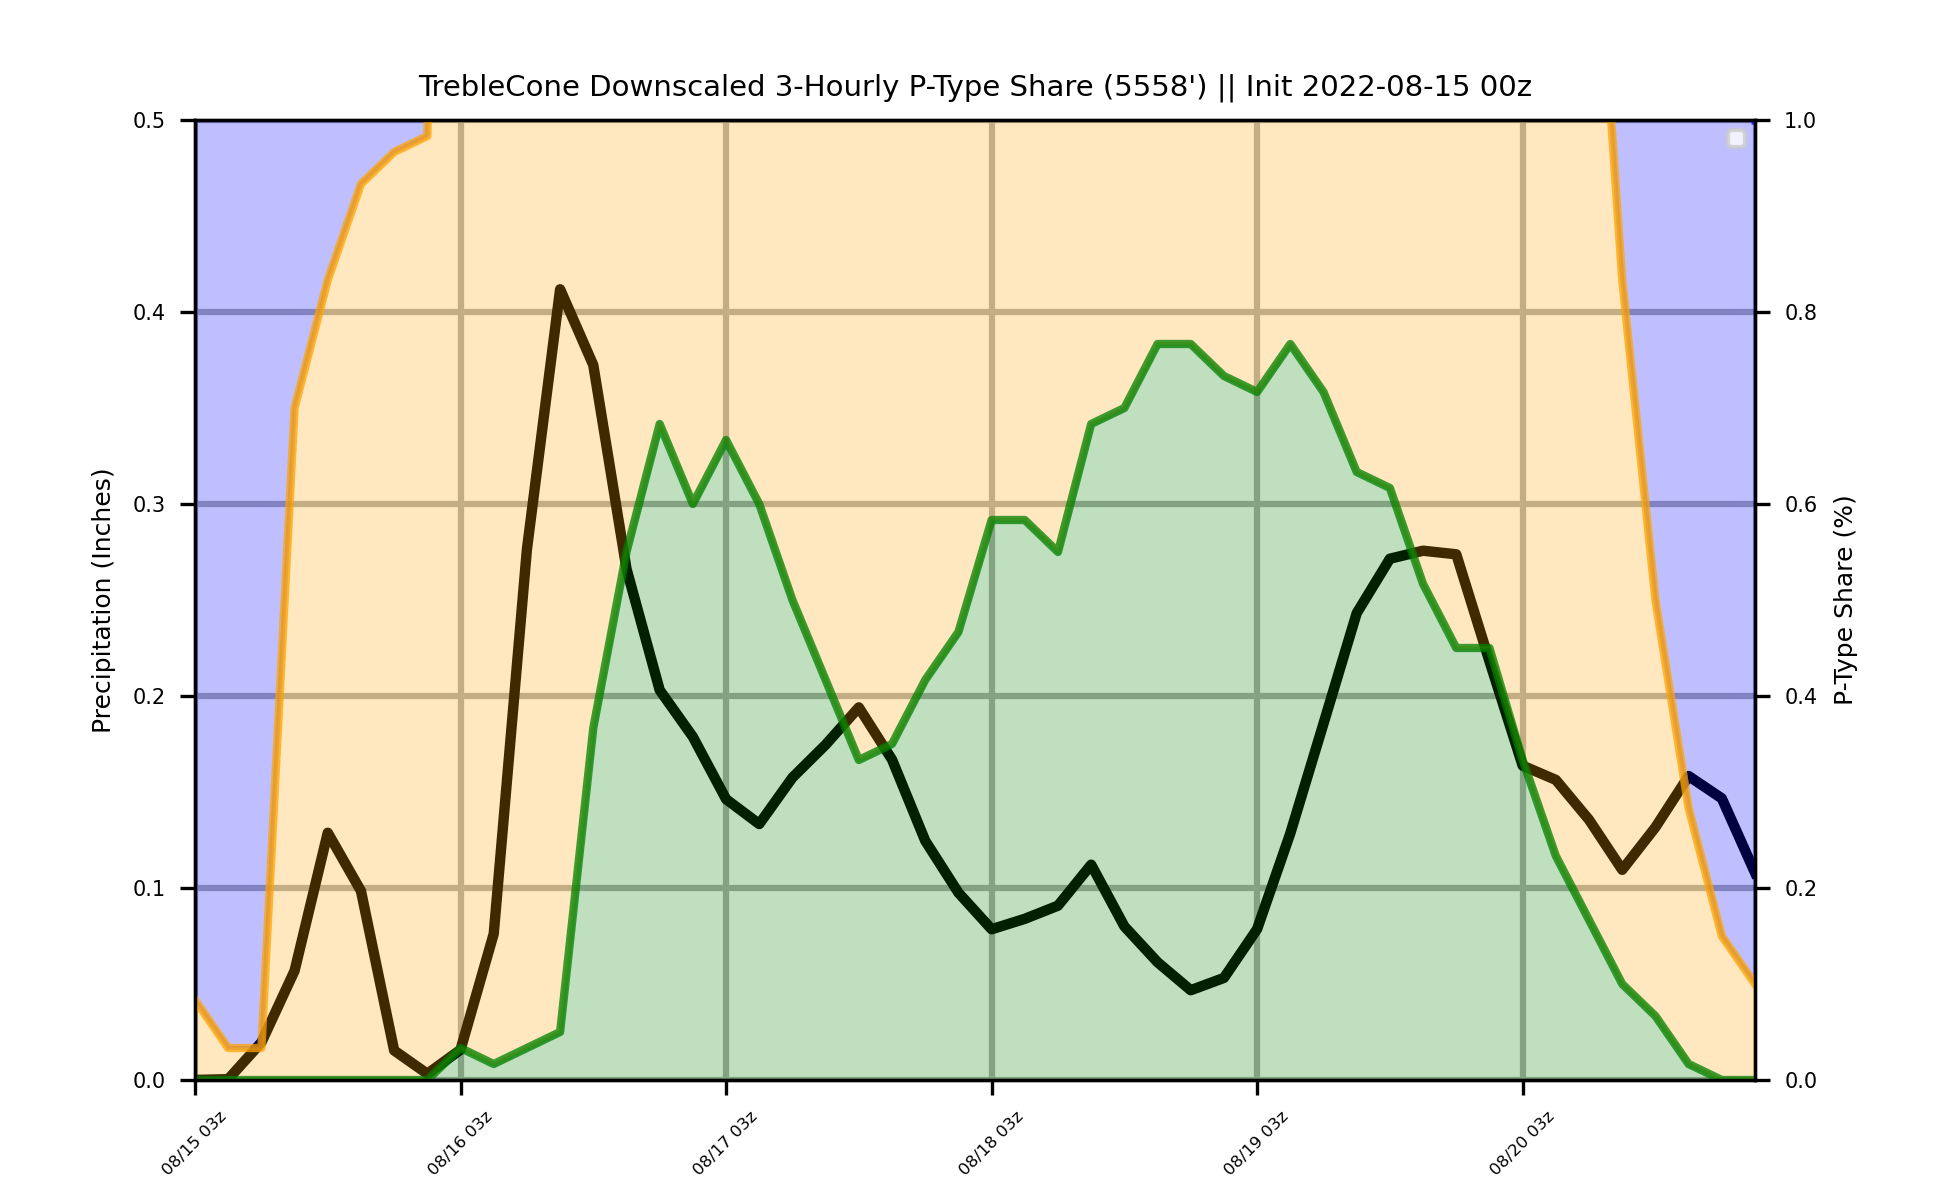 TrebleCone Downscaled 3-Hourly P-Type Share (5558') || Init 2022-08-15 00z
0.5
0.4
0.3
0.2
0.1
0.0
Precipitation (Inches)
1.0
0.8
0.6
0.4
0.2
0.0
P-Type Share (%)
08/15 03z
08/16 03z
08/17 03z
08/18 03z
08/19 03z
08/20 03z